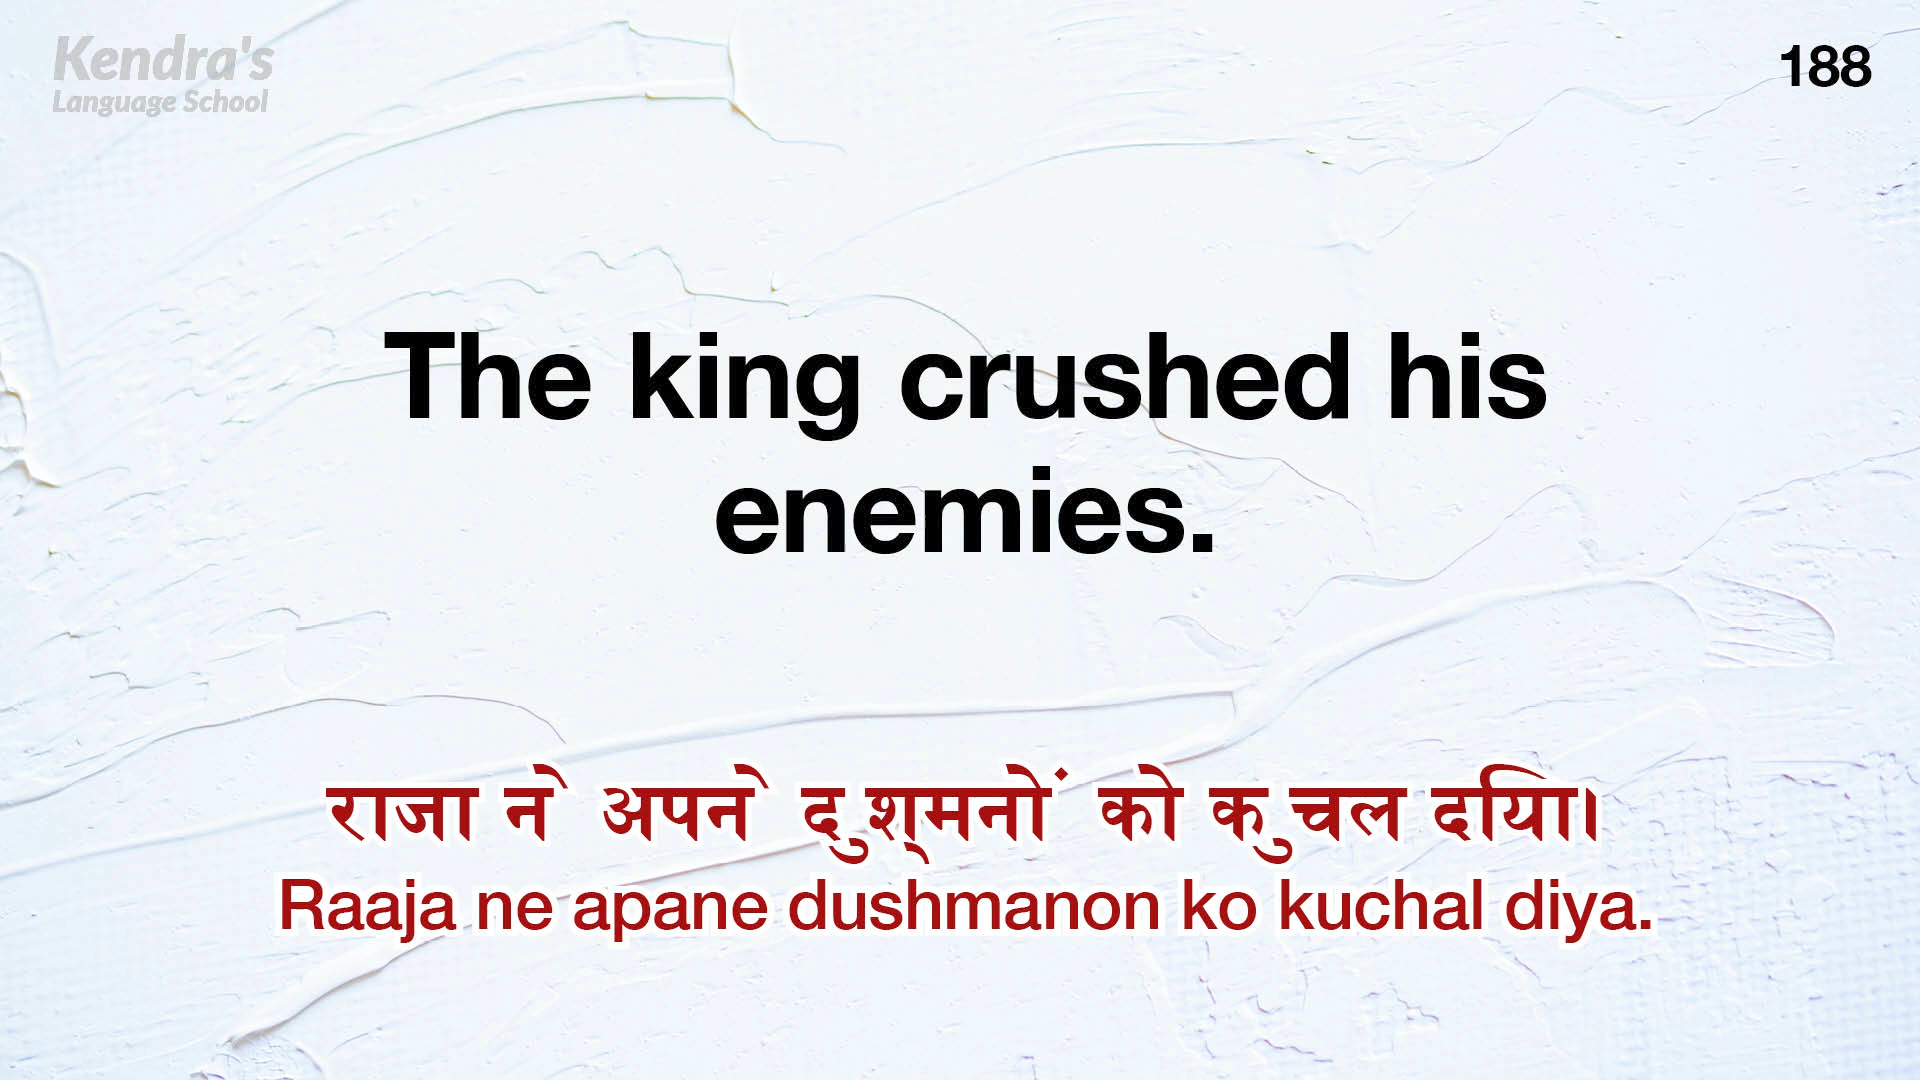 Kendra's
Language School
188
The king crushed his
enemies.
राजा ने अपने दुश्मनों को कुचल दिया।
Raaja ne apane dushmanon ko kuchal diya.